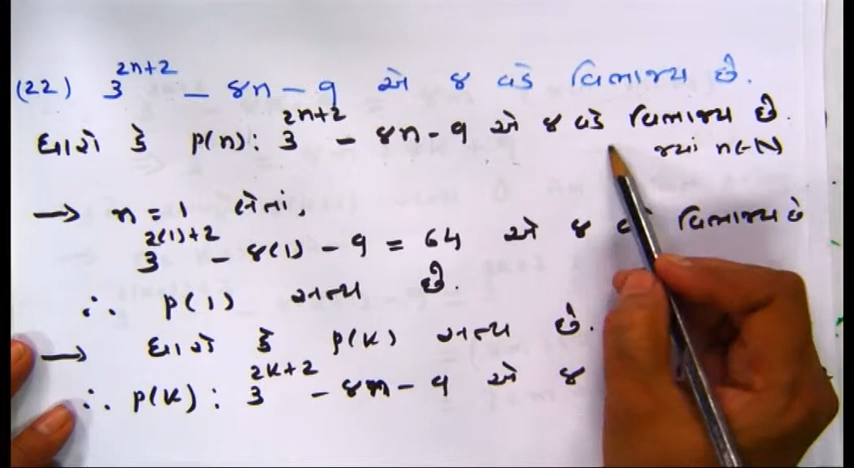 (22) 3^{2n+2} - 8n - 9 એ 8 વડે વિભાજ્ય છે.
ધારો કે P(n): 3^{2n+2} - 8n - 9 એ 8 વડે વિભાજ્ય છે.
જ્યાં n∈N
→ n = 1 લેતાં,
3^{2(1)+2} - 8(1) - 9 = 64 એ 8 વિભાજ્ય છે
∴ P(1) સત્ય છે.
→ ધારો કે P(k) સત્ય છે.
∴ P(k): 3^{2k+2} - 8n - 9 એ 8